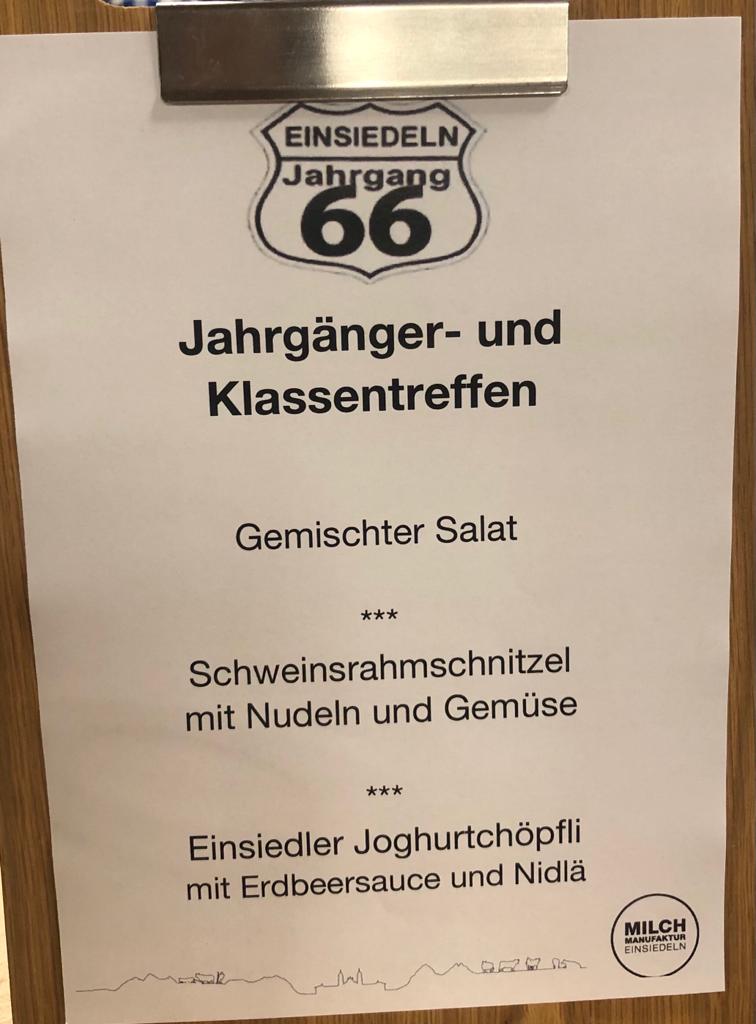 EINSIEDELN
Jahrgang
66
Jahrgänger- und
Klassentreffen
Gemischter Salat
***
Schweinsrahmschnitzel
mit Nudeln und Gemüse
***
Einsiedler Joghurtchöpfli
mit Erdbeersauce und Nidlä
MILCH
MANUFAKTUR
EINSIEDELN